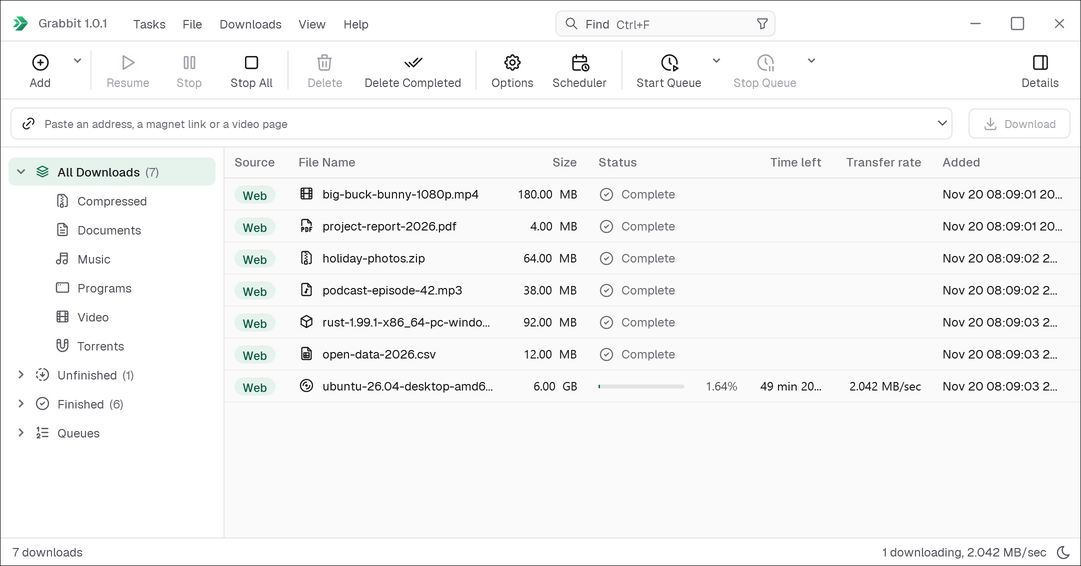 Grabbit 1.0.1 Tasks File Downloads View Help Find Ctrl+F
Add Resume Stop Stop All Delete Delete Completed Options Scheduler Start Queue Stop Queue Details
Paste an address, a magnet link or a video page Download
All Downloads (7)
Compressed
Documents
Music
Programs
Video
Torrents
Unfinished (1)
Finished (6)
Queues
Source File Name Size Status Time left Transfer rate Added
Web big-buck-bunny-1080p.mp4 180.00 MB Complete Nov 20 08:09:01 20...
Web project-report-2026.pdf 4.00 MB Complete Nov 20 08:09:01 20...
Web holiday-photos.zip 64.00 MB Complete Nov 20 08:09:02 2...
Web podcast-episode-42.mp3 38.00 MB Complete Nov 20 08:09:02 2...
Web rust-1.99.1-x86_64-pc-windo... 92.00 MB Complete Nov 20 08:09:03 2...
Web open-data-2026.csv 12.00 MB Complete Nov 20 08:09:03 2...
Web ubuntu-26.04-desktop-amd6... 6.00 GB 1.64% 49 min 20... 2.042 MB/sec Nov 20 08:09:03 2...
7 downloads 1 downloading, 2.042 MB/sec